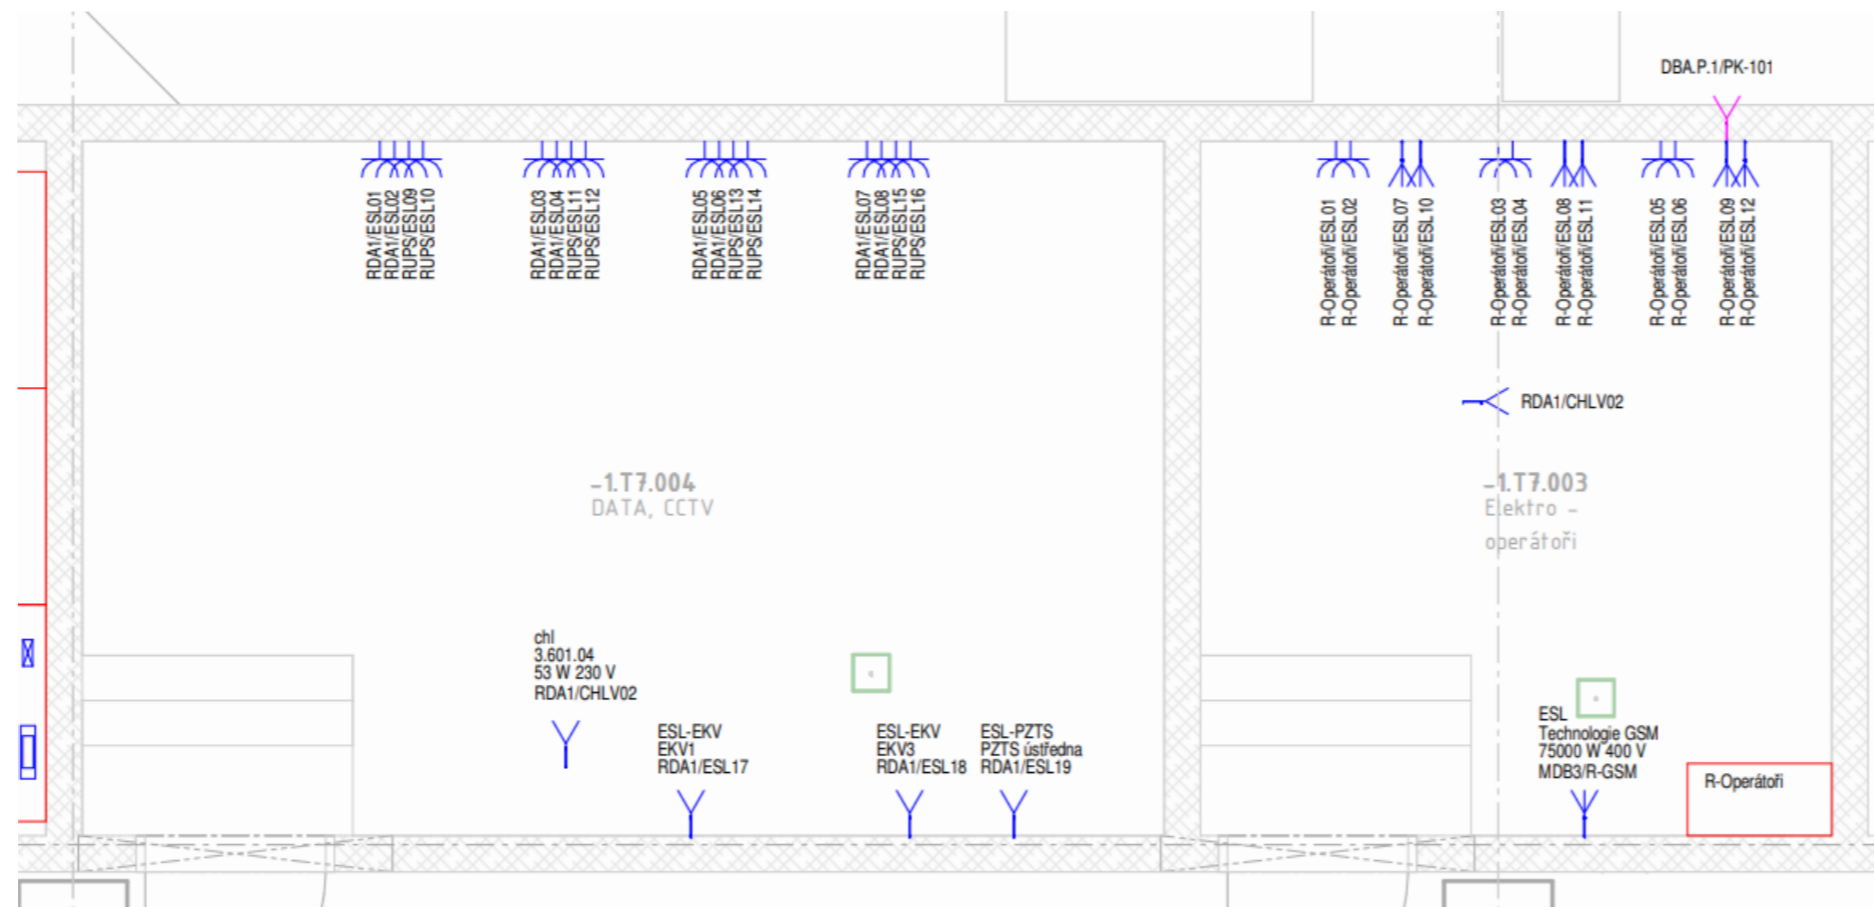 DBA.P.1/PK-101
RDA1/ESL01
RDA1/ESL02
RUPS/ESL09
RUPS/ESL10
RDA1/ESL03
RDA1/ESL04
RUPS/ESL11
RUPS/ESL12
RDA1/ESL05
RDA1/ESL06
RUPS/ESL13
RUPS/ESL14
RDA1/ESL07
RDA1/ESL08
RUPS/ESL15
RUPS/ESL16
R-Operátoři/ESL01
R-Operátoři/ESL02
R-Operátoři/ESL07
R-Operátoři/ESL10
R-Operátoři/ESL03
R-Operátoři/ESL04
R-Operátoři/ESL08
R-Operátoři/ESL11
R-Operátoři/ESL05
R-Operátoři/ESL06
R-Operátoři/ESL09
R-Operátoři/ESL12
RDA1/CHLV02
-1.T7.004
DATA, CCTV
-1.T7.003
Elektro -
operátoři
chl
3.601.04
53 W 230 V
RDA1/CHLV02
ESL-EKV
EKV1
RDA1/ESL17
ESL-EKV
EKV3
RDA1/ESL18
ESL-PZTS
PZTS ústředna
RDA1/ESL19
ESL
Technologie GSM
75000 W 400 V
MDB3/R-GSM
R-Operátoři